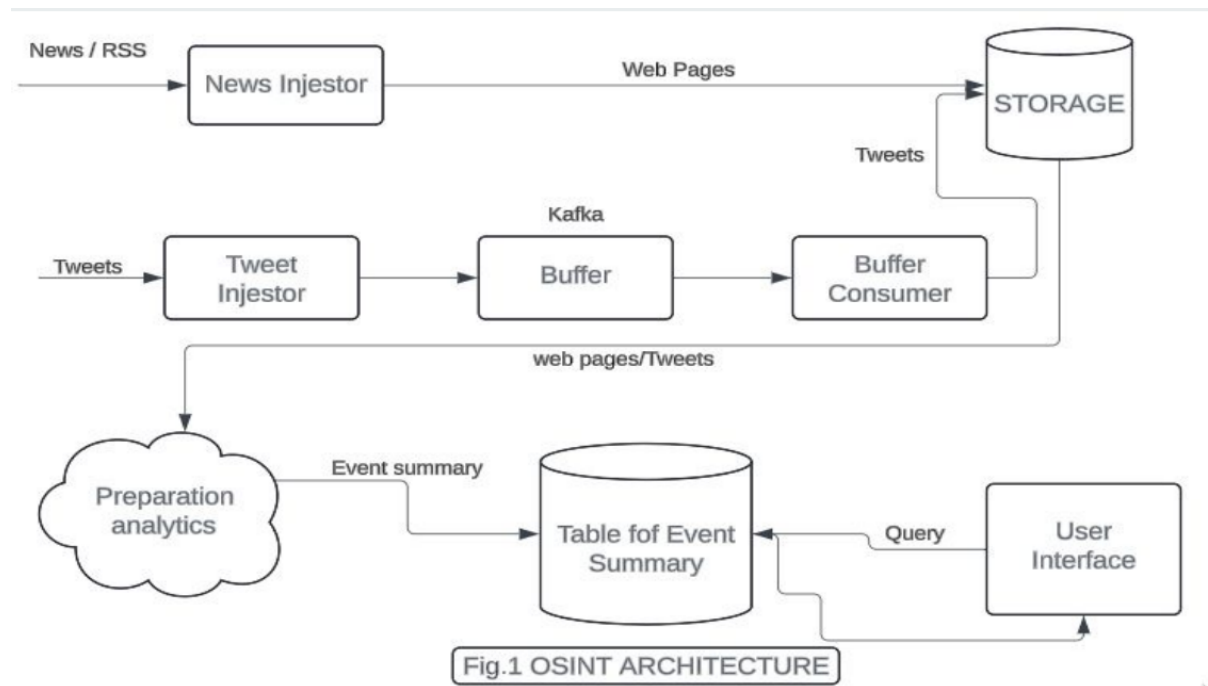 News / RSS
News Injestor
Web Pages
STORAGE
Tweets
Kafka
Tweets
Tweet
Injestor
Buffer
Buffer
Consumer
web pages/Tweets
Preparation
analytics
Event summary
Table fof Event
Summary
Query
User
Interface
Fig.1 OSINT ARCHITECTURE